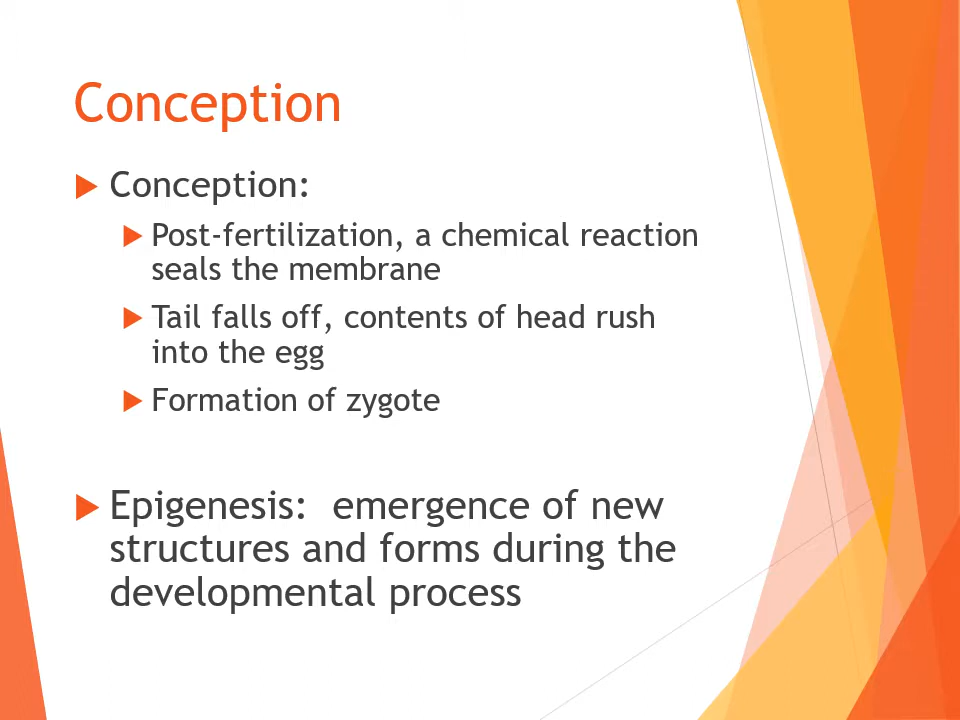 Conception
Conception:
Post-fertilization, a chemical reaction
seals the membrane
Tail falls off, contents of head rush
into the egg
Formation of zygote
Epigenesis:  emergence of new
structures and forms during the
developmental process